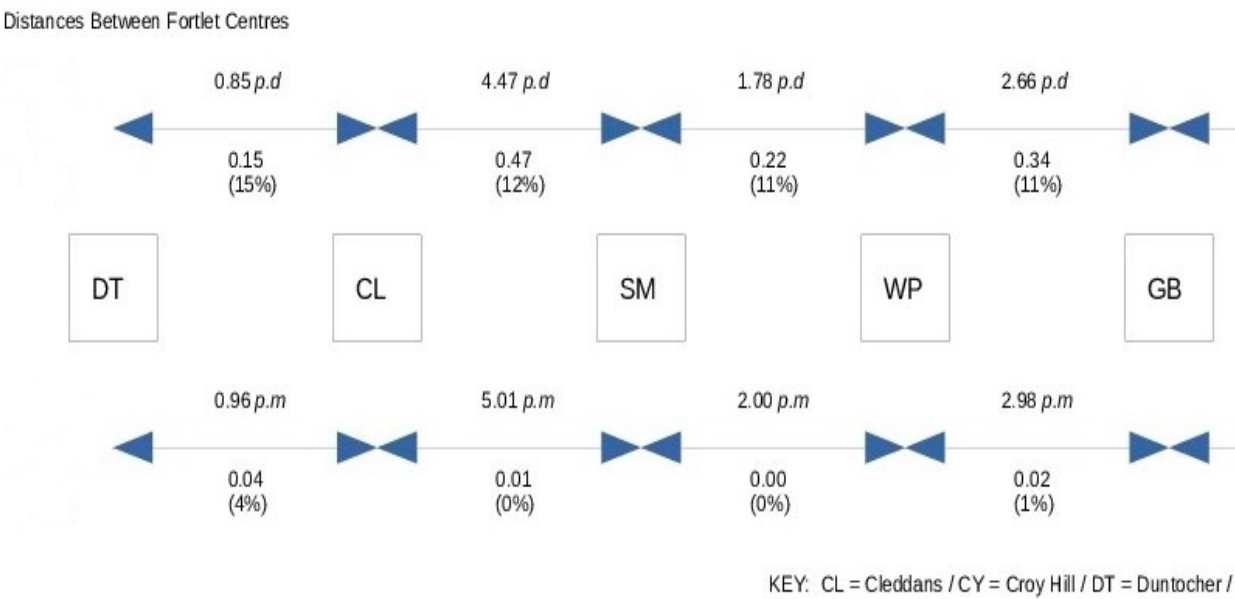 Distances Between Fortlet Centres
0.85 p.d 4.47 p.d 1.78 p.d 2.66 p.d
0.15 0.47 0.22 0.34
(15%) (12%) (11%) (11%)
DT CL SM WP GB
0.96 p.m 5.01 p.m 2.00 p.m 2.98 p.m
0.04 0.01 0.00 0.02
(4%) (0%) (0%) (1%)
KEY: CL = Cleddans / CY = Croy Hill / DT = Duntocher /